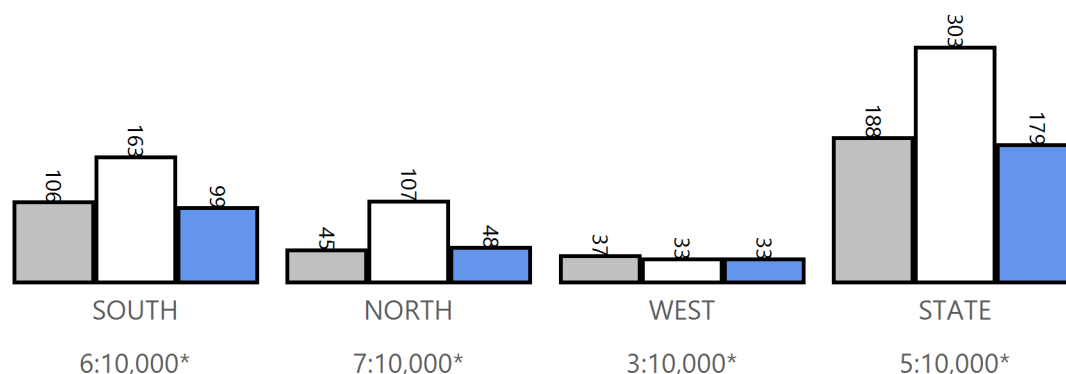 106 163 99 45 107 48 37 33 33 188 303 179
SOUTH NORTH WEST STATE
6:10,000* 7:10,000* 3:10,000* 5:10,000*